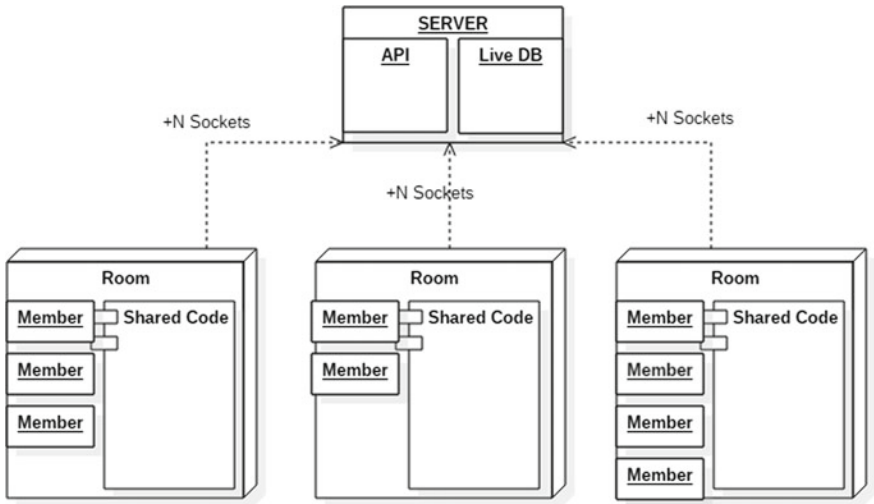 SERVER
API
Live DB
+N Sockets
+N Sockets
+N Sockets
Room
Member
Shared Code
Member
Member
Room
Member
Shared Code
Member
Room
Member
Shared Code
Member
Member
Member